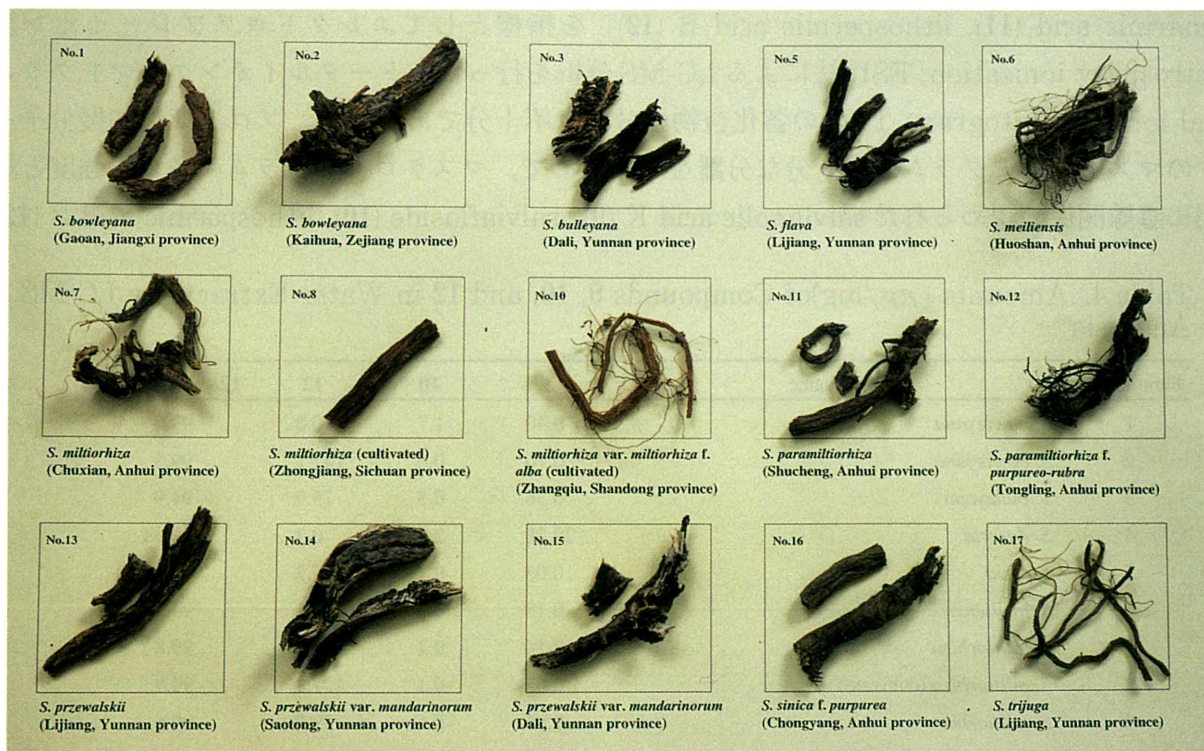 No.1
S. bowleyana
(Gaoan, Jiangxi province)
No.2
S. bowleyana
(Kaihua, Zejiang province)
No.3
S. bulleyana
(Dali, Yunnan province)
No.5
S. flava
(Lijiang, Yunnan province)
No.6
S. meiliensis
(Huoshan, Anhui province)
No.7
S. miltiorhiza
(Chuxian, Anhui province)
No.8
S. miltiorhiza (cultivated)
(Zhongjiang, Sichuan province)
No.10
S. miltiorhiza var. miltiorhiza f.
alba (cultivated)
(Zhangqiu, Shandong province)
No.11
S. paramiltiorhiza
(Shucheng, Anhui province)
No.12
S. paramiltiorhiza f.
purpureo-rubra
(Tongling, Anhui province)
No.13
S. przewalskii
(Lijiang, Yunnan province)
No.14
S. przewalskii var. mandarinorum
(Saotong, Yunnan province)
No.15
S. przewalskii var. mandarinorum
(Dali, Yunnan province)
No.16
S. sinica f. purpurea
(Chongyang, Anhui province)
No.17
S. trijuga
(Lijiang, Yunnan province)